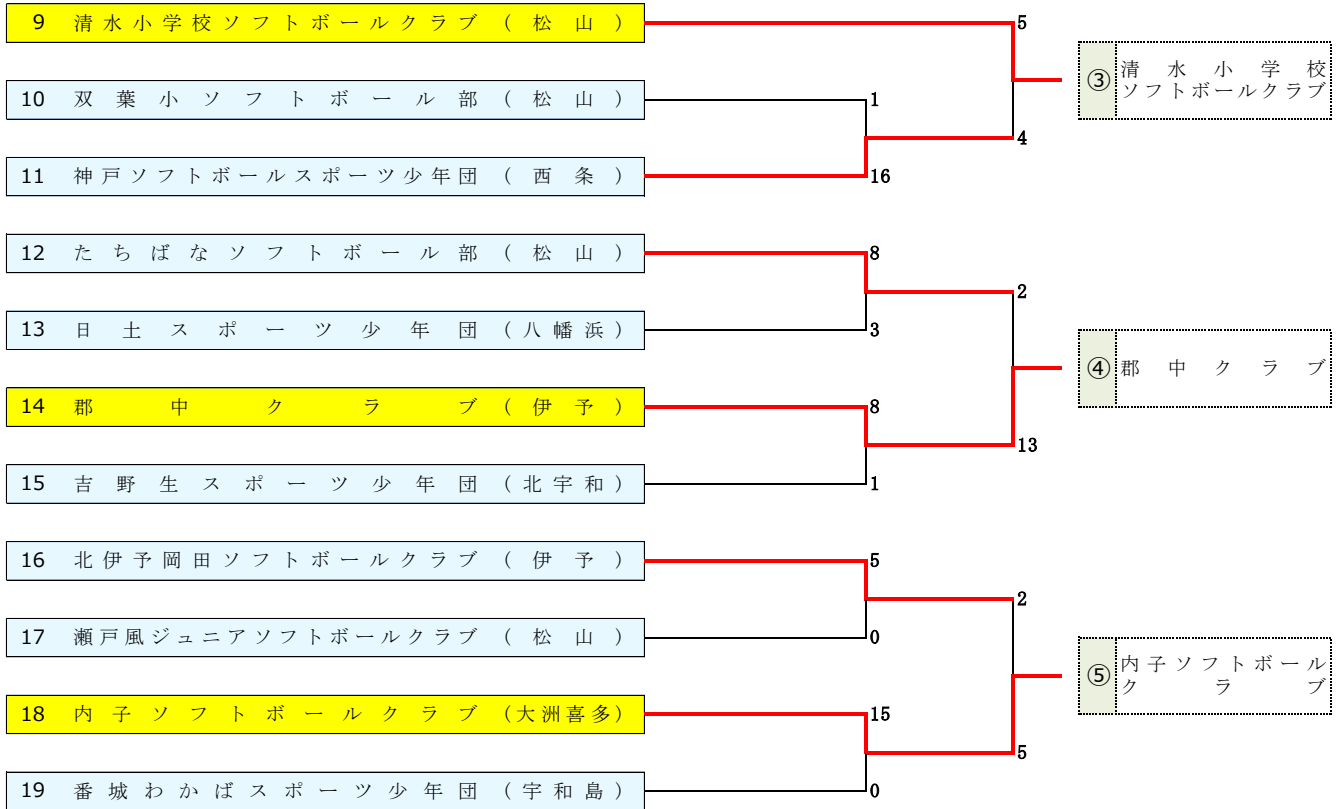 9 清水小学校ソフトボールクラブ (松山)
5
③ 清水小学校
ソフトボールクラブ
10 双葉小ソフトボール部 (松山)
1
4
11 神戸ソフトボールスポーツ少年団 (西条)
16
12 たちばなソフトボール部 (松山)
8
2
13 日土スポーツ少年団 (八幡浜)
3
④ 郡中クラブ
14 郡中クラブ (伊予)
8
13
15 吉野生スポーツ少年団 (北宇和)
1
16 北伊予岡田ソフトボールクラブ (伊予)
5
2
17 瀬戸風ジュニアソフトボールクラブ (松山)
0
⑤ 内子ソフトボール
クラブ
18 内子ソフトボールクラブ (大洲喜多)
15
5
19 番城わかばスポーツ少年団 (宇和島)
0